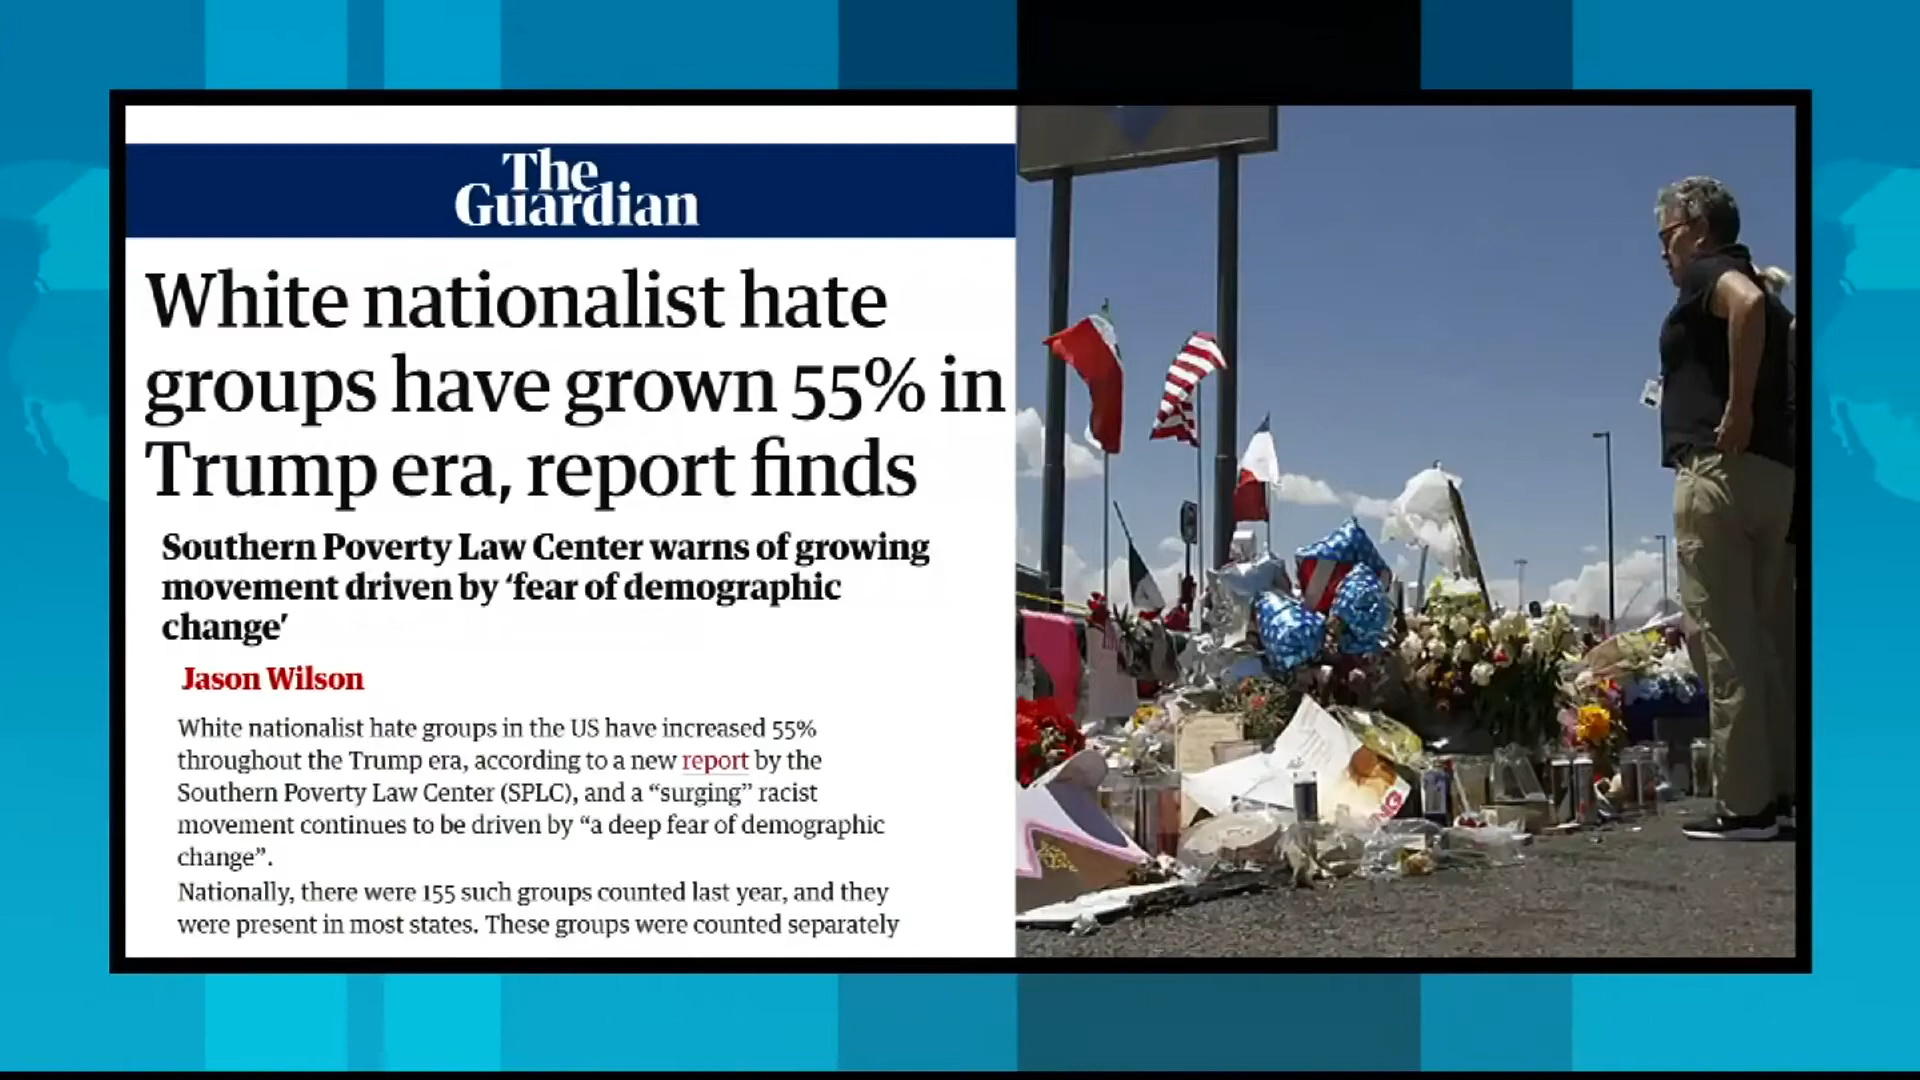 The
Guardian
White nationalist hate
groups have grown 55% in
Trump era, report finds
Southern Poverty Law Center warns of growing
movement driven by ‘fear of demographic
change’
Jason Wilson
White nationalist hate groups in the US have increased 55%
throughout the Trump era, according to a new report by the
Southern Poverty Law Center (SPLC), and a “surging” racist
movement continues to be driven by “a deep fear of demographic
change”.
Nationally, there were 155 such groups counted last year, and they
were present in most states. These groups were counted separately